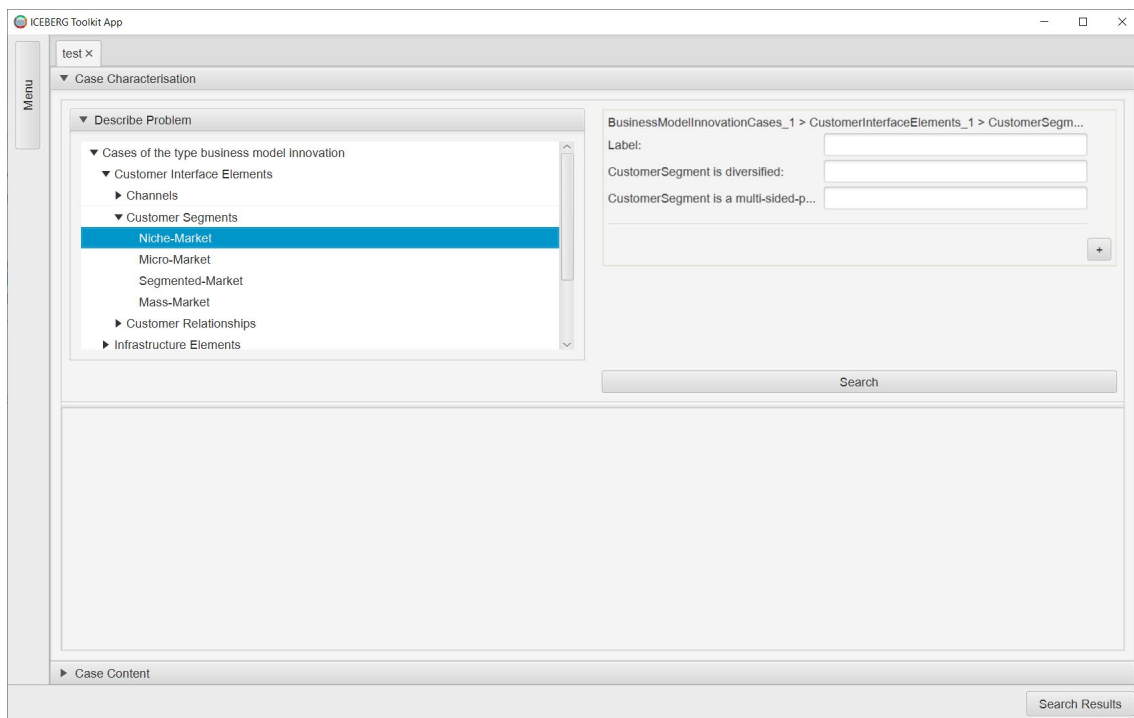 ICEBERG Toolkit App
Menu
test
Case Characterisation
Describe Problem
Cases of the type business model innovation
Customer Interface Elements
Channels
Customer Segments
Niche-Market
Micro-Market
Segmented-Market
Mass-Market
Customer Relationships
Infrastructure Elements
BusinessModelInnovationCases_1 > CustomerInterfaceElements_1 > CustomerSegm...
Label:
CustomerSegment is diversified:
CustomerSegment is a multi-sided-p...
+
Search
Case Content
Search Results